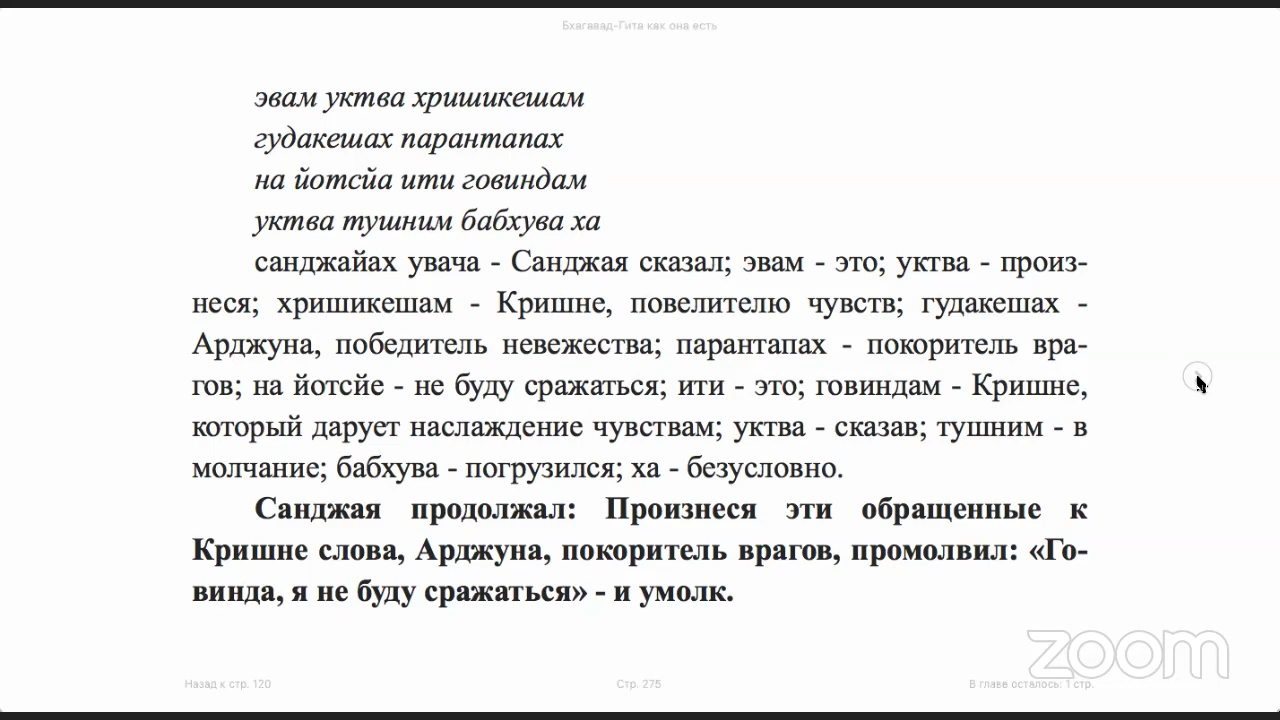 Бхагавад-Гита как она есть
эвам уктва хришикешам
гудакешах парантапах
на йотсйа ити говиндам
уктва тушним бабхува ха
санджайах увача - Санджая сказал; эвам - это; уктва - произ-
неся; хришикешам - Кришне, повелителю чувств; гудакешах -
Арджуна, победитель невежества; парантапах - покоритель вра-
гов; на йотсйе - не буду сражаться; ити - это; говиндам - Кришне,
который дарует наслаждение чувствам; уктва - сказав; тушним - в
молчание; бабхува - погрузился; ха - безусловно.
Санджая продолжал: Произнеся эти обращенные к
Кришне слова, Арджуна, покоритель врагов, промолвил: «Го-
винда, я не буду сражаться» - и умолк.
zoom
Назад к стр. 120 Стр. 275 В главе осталось: 1 стр.